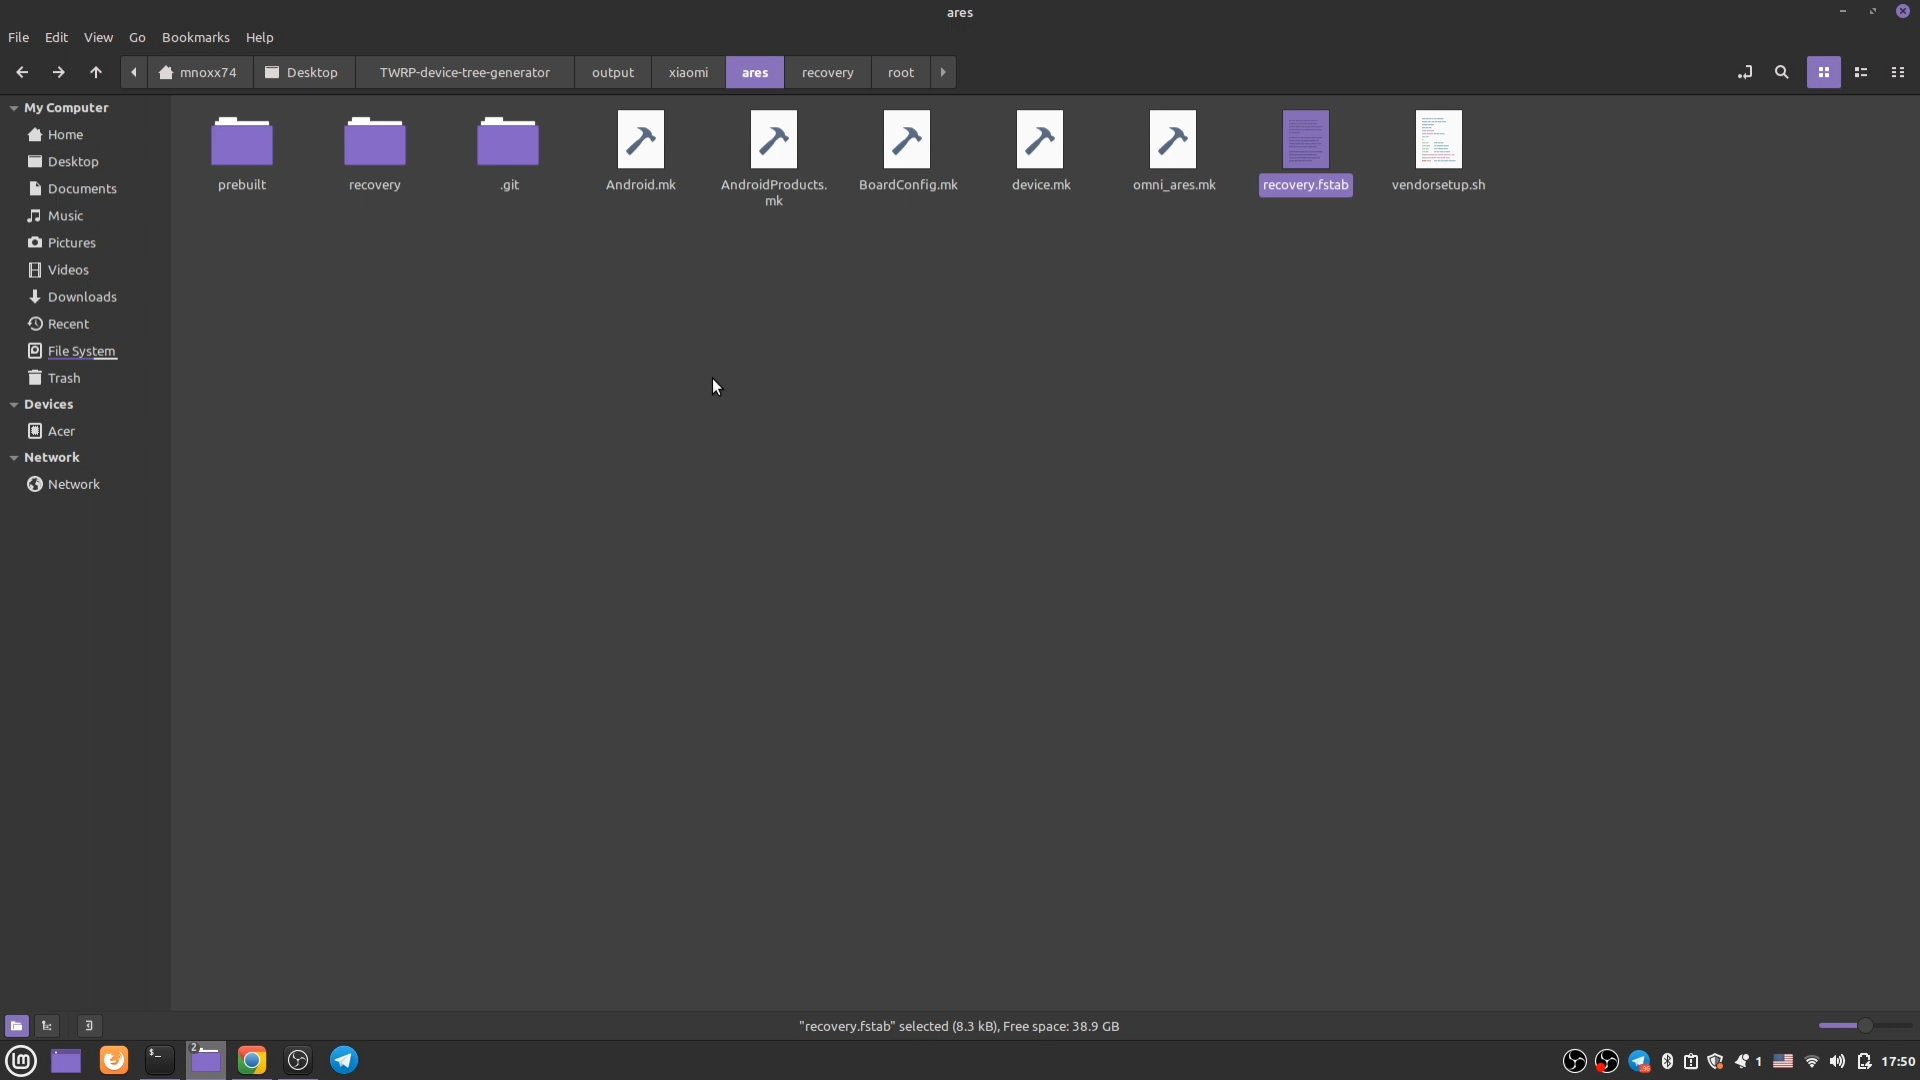 ares
File Edit View Go Bookmarks Help
mnoxx74 Desktop TWRP-device-tree-generator output xiaomi ares recovery root
My Computer
Home
Desktop
Documents
Music
Pictures
Videos
Downloads
Recent
File System
Trash
Devices
Acer
Network
Network
prebuilt
recovery
.git
Android.mk
AndroidProducts.
mk
BoardConfig.mk
device.mk
omni_ares.mk
recovery.fstab
vendorsetup.sh
"recovery.fstab" selected (8.3 kB), Free space: 38.9 GB
$_
2
1
17:50